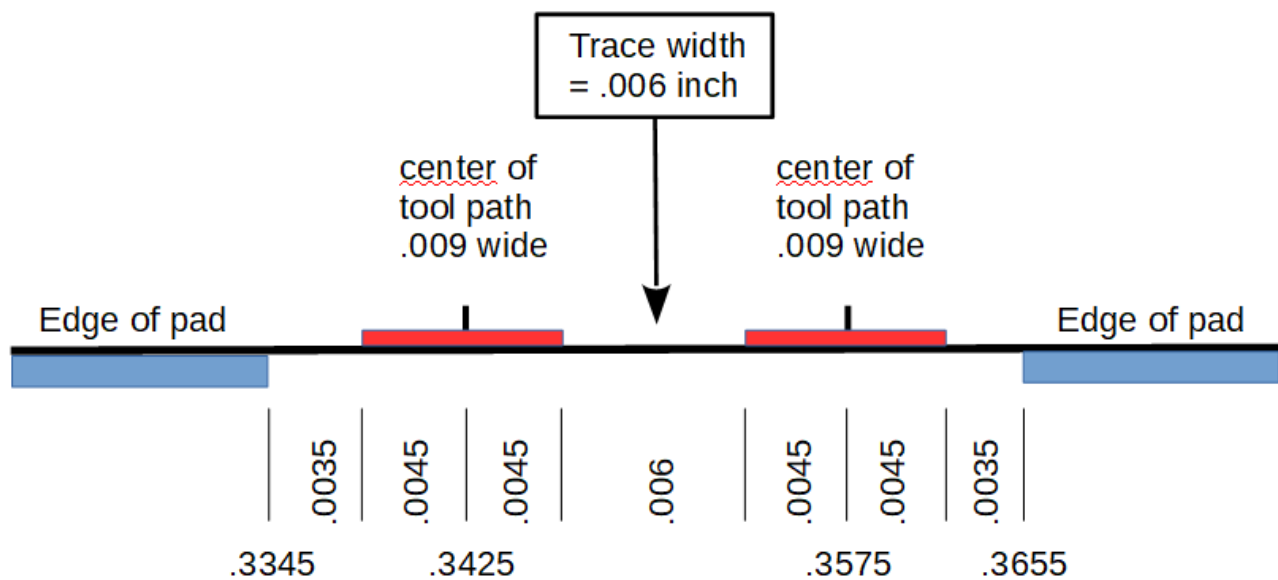 Trace width
= .006 inch
center of
tool path
.009 wide
center of
tool path
.009 wide
Edge of pad
Edge of pad
.0035
.0045
.0045
.006
.0045
.0045
.0035
.3345
.3425
.3575
.3655